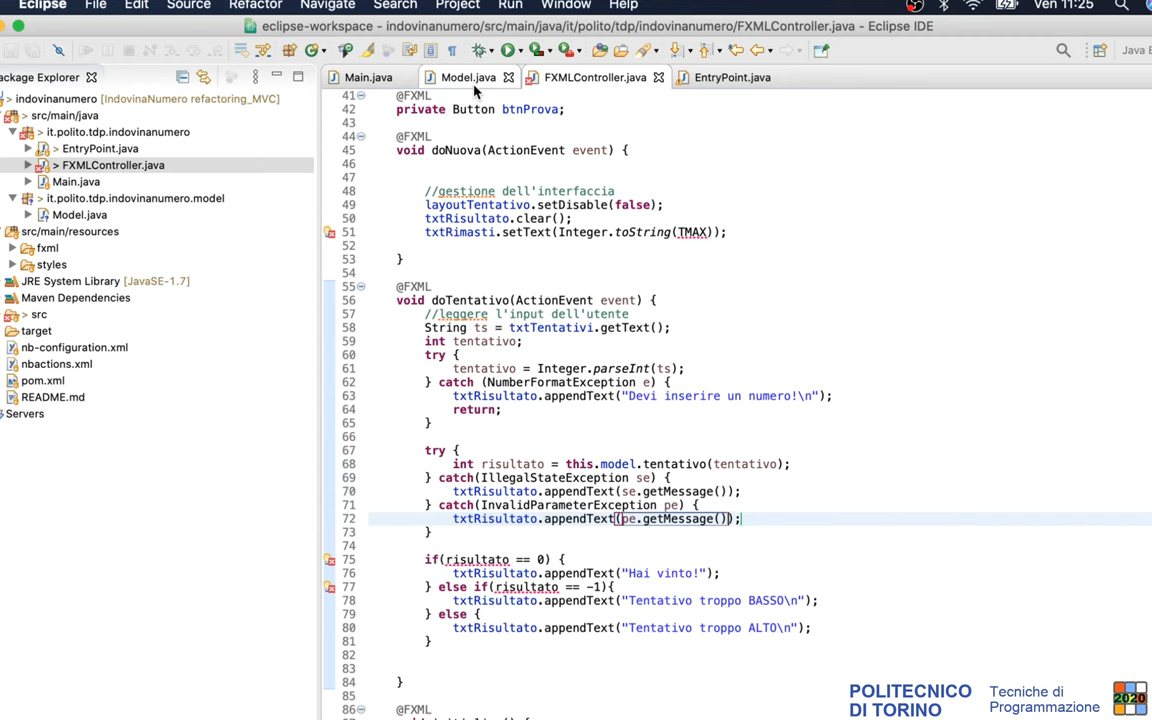 Eclipse File Edit Source Refactor Navigate Search Project Run Window Help Ven 11:25
eclipse-workspace - indovinanumero/src/main/java/it/polito/tdp/indovinanumero/FXMLController.java - Eclipse IDE
Java E
ackage Explorer
Main.java Model.java FXMLController.java EntryPoint.java
> indovinanumero [IndovinaNumero refactoring_MVC]
> src/main/java
> it.polito.tdp.indovinanumero
> EntryPoint.java
> FXMLController.java
> Main.java
> it.polito.tdp.indovinanumero.model
Model.java
src/main/resources
fxml
styles
JRE System Library [JavaSE-1.7]
Maven Dependencies
> src
target
nb-configuration.xml
nbactions.xml
pom.xml
README.md
Servers
41 @FXML
42 private Button btnProva;
43
44 @FXML
45 void doNuova(ActionEvent event) {
46
47
48 //gestione dell'interfaccia
49 layoutTentativo.setDisable(false);
50 txtRisultato.clear();
51 txtRimasti.setText(Integer.toString(TMAX));
52
53 }
54
55 @FXML
56 void doTentativo(ActionEvent event) {
57 //leggere l'input dell'utente
58 String ts = txtTentativi.getText();
59 int tentativo;
60 try {
61 tentativo = Integer.parseInt(ts);
62 } catch (NumberFormatException e) {
63 txtRisultato.appendText("Devi inserire un numero!\n");
64 return;
65 }
66
67 try {
68 int risultato = this.model.tentativo(tentativo);
69 } catch(IllegalStateException se) {
70 txtRisultato.appendText(se.getMessage());
71 } catch(InvalidParameterException pe) {
72 txtRisultato.appendText(pe.getMessage());
73 }
74
75 if(risultato == 0) {
76 txtRisultato.appendText("Hai vinto!");
77 } else if(risultato == -1){
78 txtRisultato.appendText("Tentativo troppo BASSO\n");
79 } else {
80 txtRisultato.appendText("Tentativo troppo ALTO\n");
81 }
82
83
84 }
85
86 @FXML
POLITECNICO DI TORINO
Tecniche di Programmazione
2020